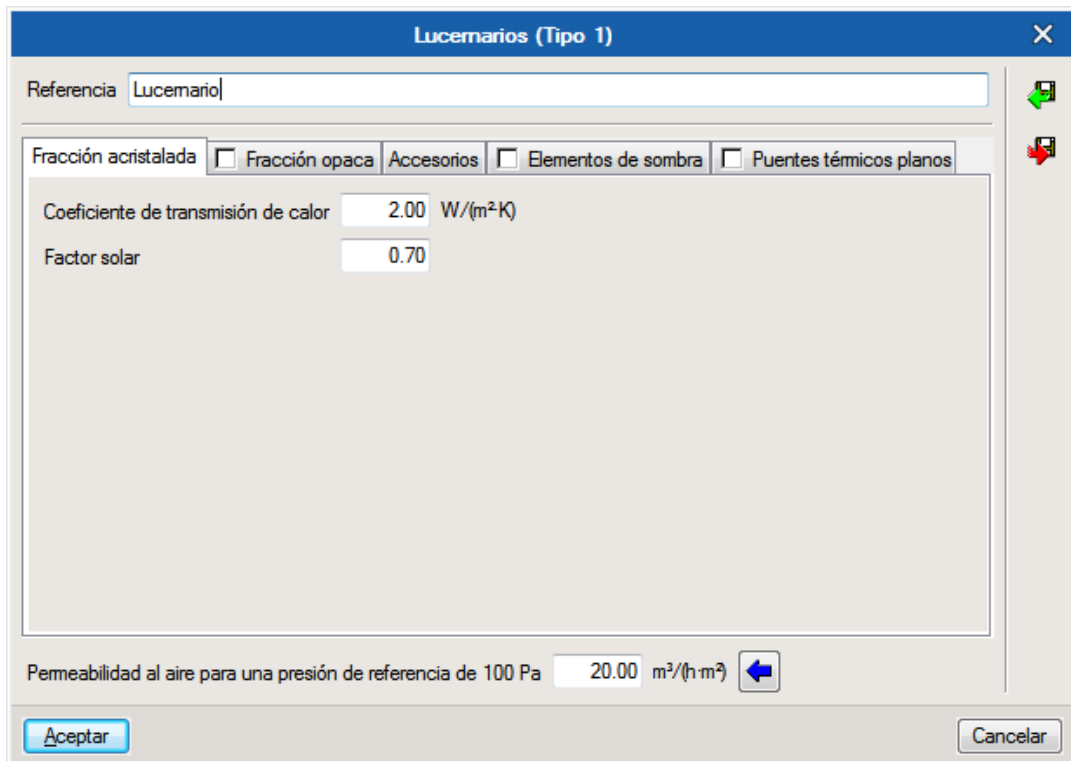 Lucernarios (Tipo 1)
Referencia Lucernario
Fracción acristalada Fracción opaca Accesorios Elementos de sombra Puentes térmicos planos
Coeficiente de transmisión de calor 2.00 W/(m²·K)
Factor solar 0.70
Permeabilidad al aire para una presión de referencia de 100 Pa 20.00 m³/(h·m²)
Aceptar Cancelar